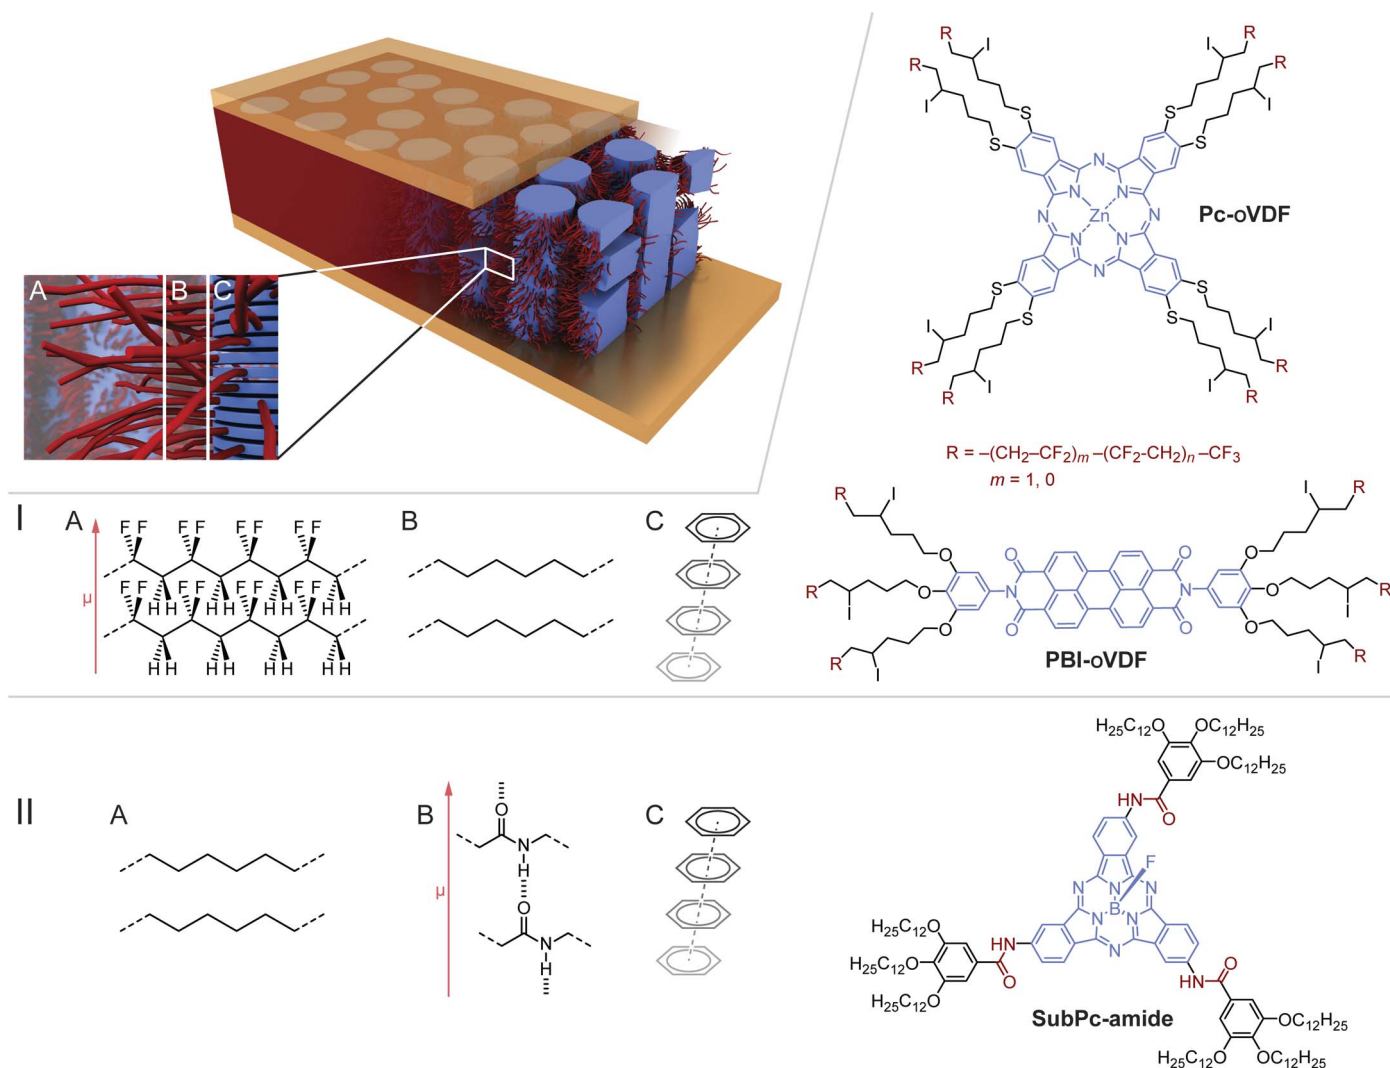 A B C
R I R
R I R
I I
S S
S S
N N N
N Zn N
N N N
Pc-oVDF
S S
S S
I I
R I I R
R R
R = –(CH2–CF2)m–(CF2-CH2)n–CF3
m = 1, 0
I
A
μ
F F F F F F F F
F F F F F F F F
H H H H H H H H
H H H H H H H H
B
C
R I I R
O O O O
R I O N N O I R
O O O O
R I I R
PBI-oVDF
II
A
B
μ
O
N
H
O
N
H
C
H25C12O OC12H25
OC12H25
HN O
F
N N
N B N
N N
H25C12O
H25C12O
H25C12O
HN
O
O
HN
SubPc-amide
OC12H25
H25C12O OC12H25